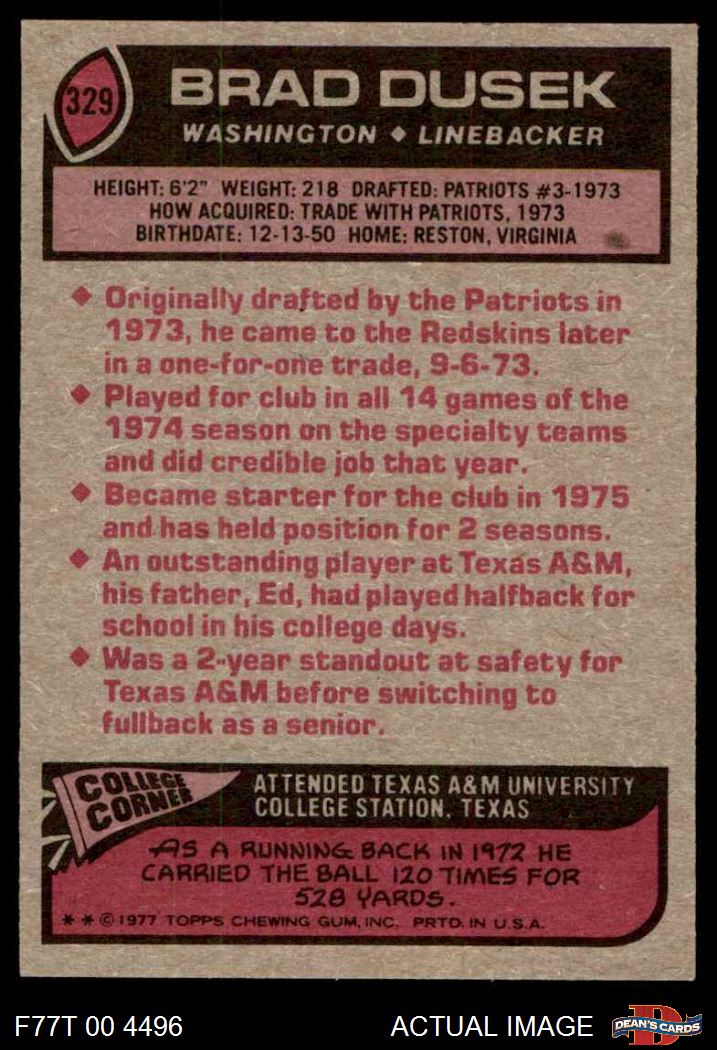 329
BRAD DUSEK
WASHINGTON ◆ LINEBACKER
HEIGHT: 6'2" WEIGHT: 218 DRAFTED: PATRIOTS #3-1973
HOW ACQUIRED: TRADE WITH PATRIOTS, 1973
BIRTHDATE: 12-13-50 HOME: RESTON, VIRGINIA
◆ Originally drafted by the Patriots in
1973, he came to the Redskins later
in a one-for-one trade, 9-6-73.
◆ Played for club in all 14 games of the
1974 season on the specialty teams
and did credible job that year.
◆ Became starter for the club in 1975
and has held position for 2 seasons.
◆ An outstanding player at Texas A&M,
his father, Ed, had played halfback for
school in his college days.
◆ Was a 2-year standout at safety for
Texas A&M before switching to
fullback as a senior.
COLLEGE
CORNER
ATTENDED TEXAS A&M UNIVERSITY
COLLEGE STATION, TEXAS
AS A RUNNING BACK IN 1972 HE
CARRIED THE BALL 120 TIMES FOR
528 YARDS.
* * © 1977 TOPPS CHEWING GUM, INC. PRTD. IN U.S.A.
F77T 00 4496
ACTUAL IMAGE
D
DEAN'S CARDS